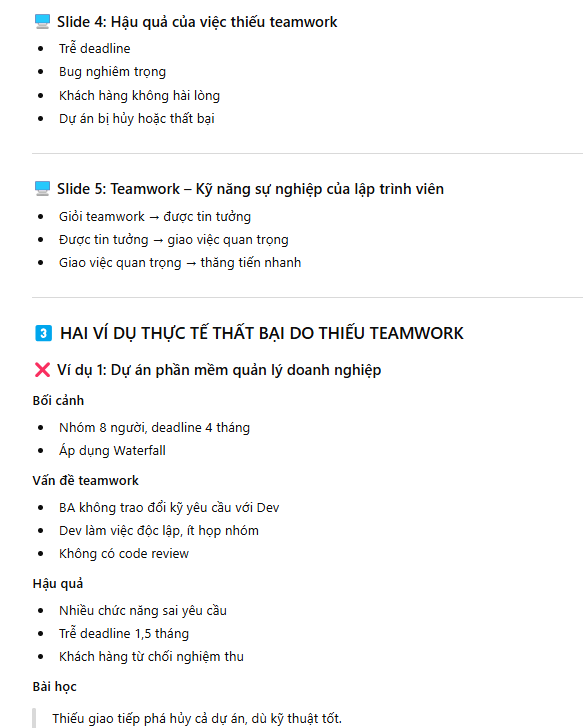 Slide 4: Hậu quả của việc thiếu teamwork
Trễ deadline
Bug nghiêm trọng
Khách hàng không hài lòng
Dự án bị hủy hoặc thất bại
Slide 5: Teamwork – Kỹ năng sự nghiệp của lập trình viên
Giỏi teamwork → được tin tưởng
Được tin tưởng → giao việc quan trọng
Giao việc quan trọng → thăng tiến nhanh
3 HAI VÍ DỤ THỰC TẾ THẤT BẠI DO THIẾU TEAMWORK
Ví dụ 1: Dự án phần mềm quản lý doanh nghiệp
Bối cảnh
Nhóm 8 người, deadline 4 tháng
Áp dụng Waterfall
Vấn đề teamwork
BA không trao đổi kỹ yêu cầu với Dev
Dev làm việc độc lập, ít họp nhóm
Không có code review
Hậu quả
Nhiều chức năng sai yêu cầu
Trễ deadline 1,5 tháng
Khách hàng từ chối nghiệm thu
Bài học
Thiếu giao tiếp phá hủy cả dự án, dù kỹ thuật tốt.